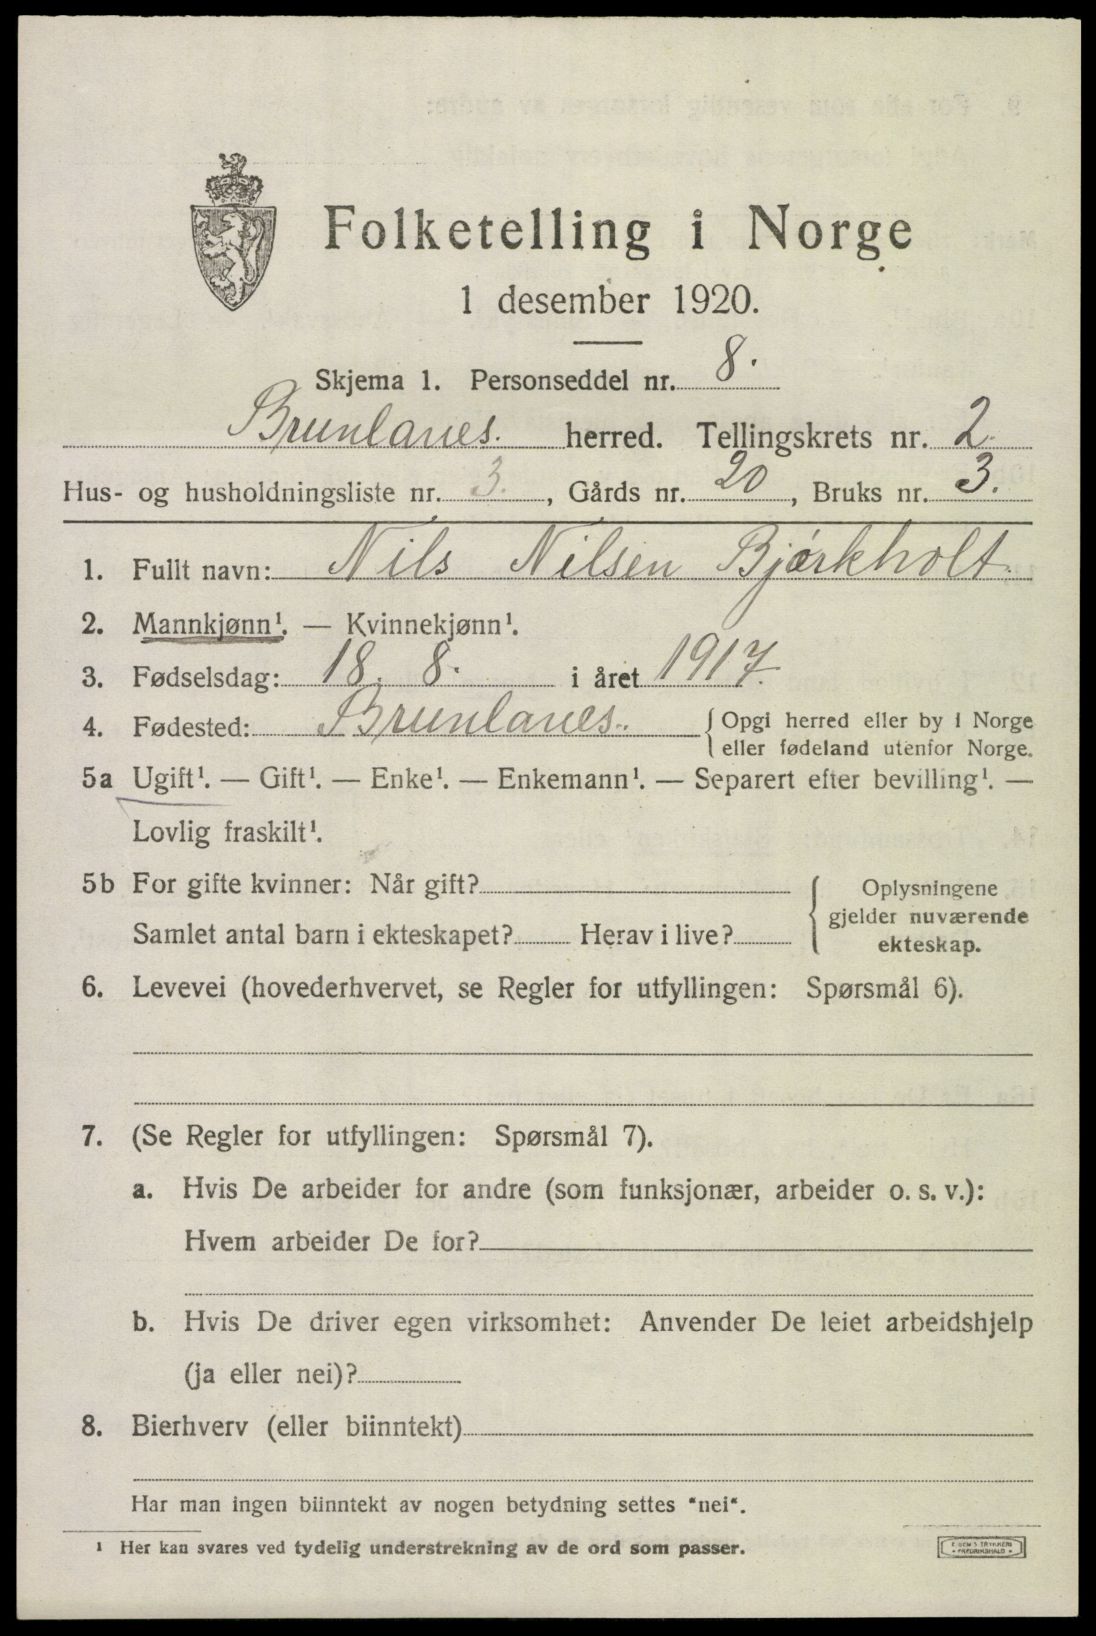 Folketelling i Norge
1 desember 1920.
Skjema 1. Personseddel nr. 8.
Brunlanes. herred. Tellingskrets nr. 2.
Hus- og husholdningsliste nr. 3., Gårds nr. 20, Bruks nr. 3.
1. Fullt navn: Nils Nilsen Bjørkholt.
2. Mannkjønn¹. — Kvinnekjønn¹.
3. Fødselsdag: 18. 8. i året 1917.
4. Fødested: Brunlanes. { Opgi herred eller by i Norge
eller fødeland utenfor Norge.
5a Ugift¹. — Gift¹. — Enke¹. — Enkemann¹. — Separert efter bevilling¹. —
Lovlig fraskilt¹.
5b For gifte kvinner: Når gift? { Oplysningene
gjelder nuværende
Samlet antal barn i ekteskapet? Herav i live?
ekteskap.
6. Levevei (hovederhvervet, se Regler for utfyllingen: Spørsmål 6).
7. (Se Regler for utfyllingen: Spørsmål 7).
a. Hvis De arbeider for andre (som funksjonær, arbeider o. s. v.):
Hvem arbeider De for?
b. Hvis De driver egen virksomhet: Anvender De leiet arbeidshjelp
(ja eller nei)?
8. Bierhverv (eller biinntekt)
Har man ingen biinntekt av nogen betydning settes "nei".
¹ Her kan svares ved tydelig understrekning av de ord som passer.